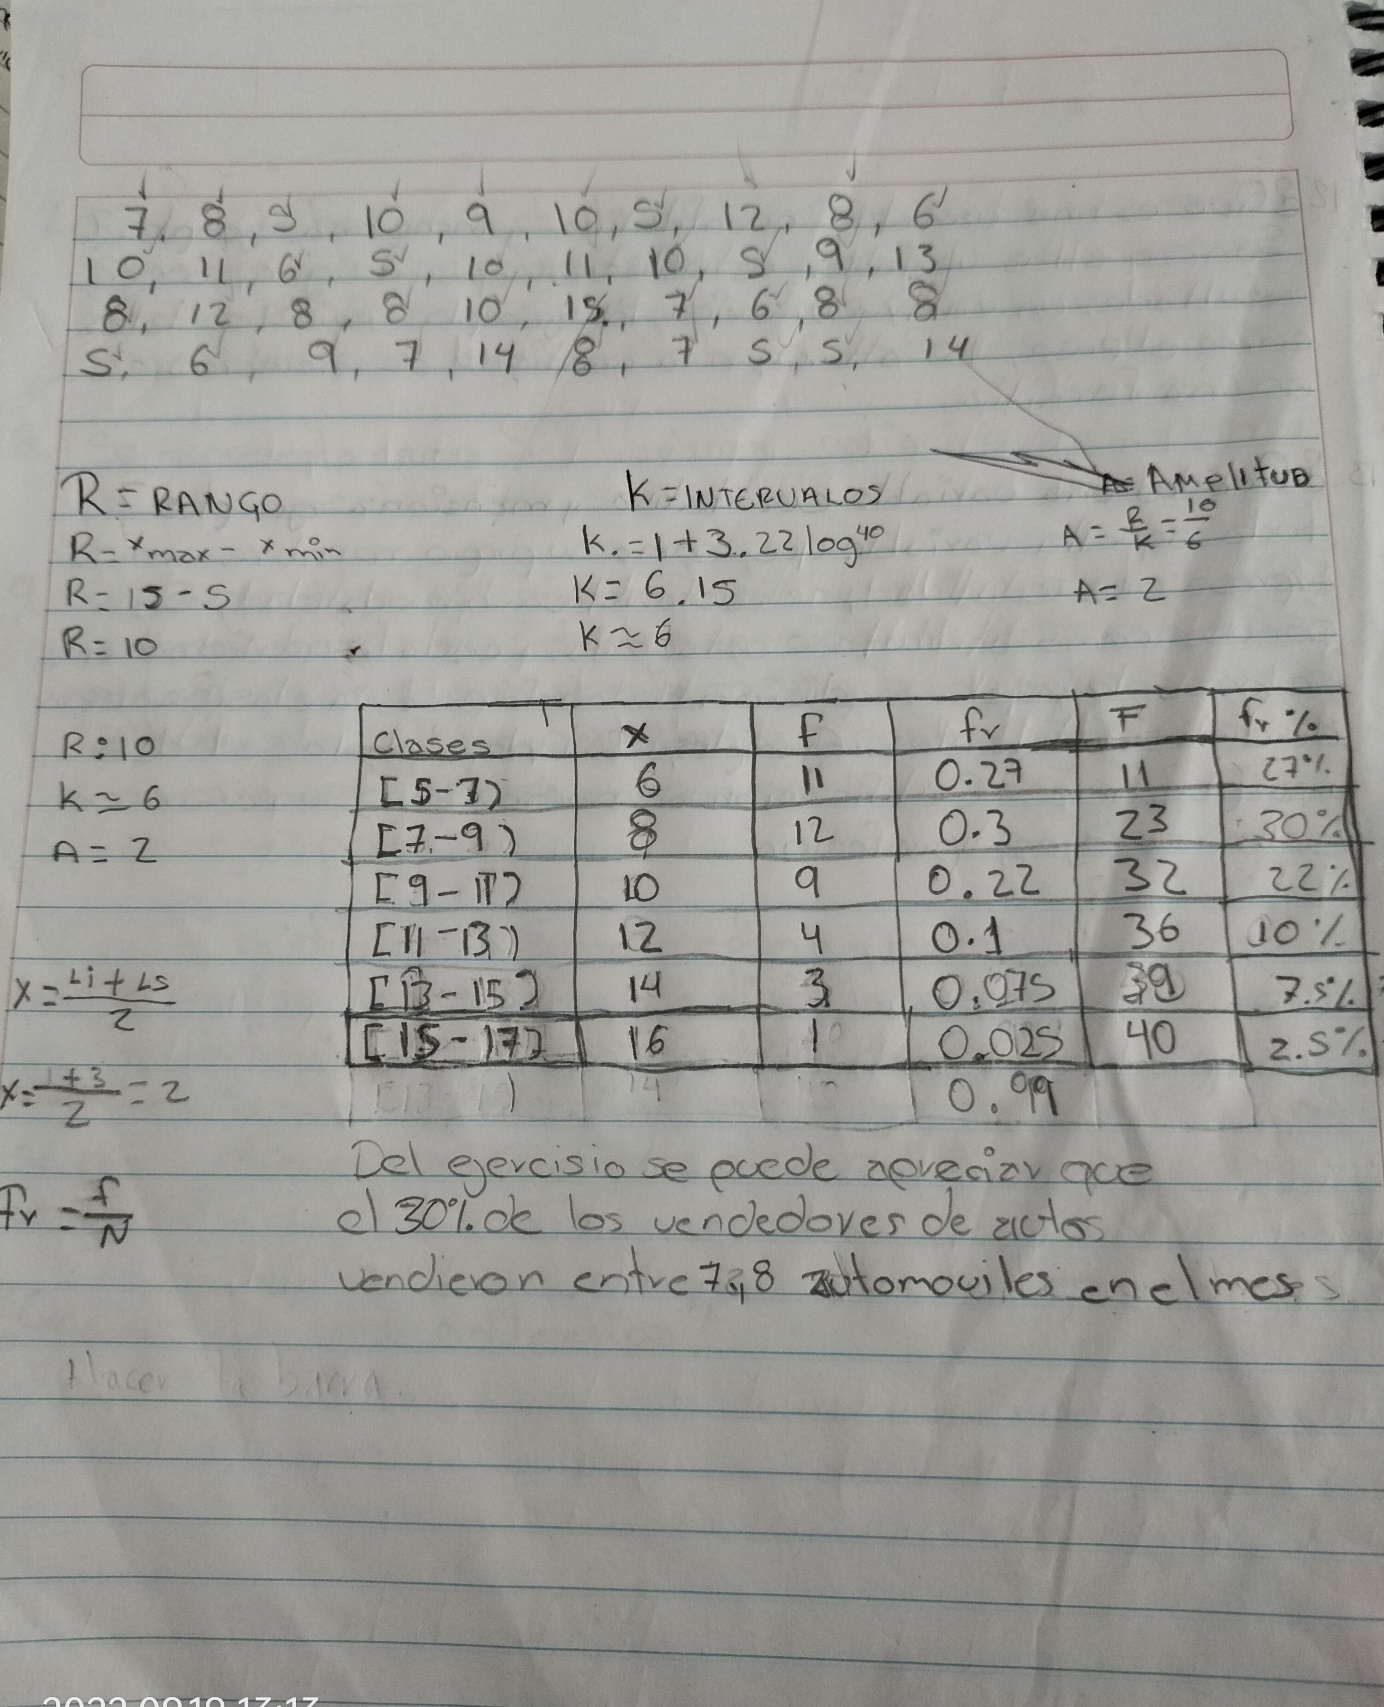 7, 8, 5, 10, 9, 10, 5, 12, 8, 6
10, 11, 6, 5, 10, 11, 10, 5, 9, 13
8, 12, 8, 8 10, 15, 7, 6, 8 8
5, 6, 9, 7, 14 8, 7 5, 5, 14
R = RANGO K = INTERVALOS A= Amelitud
R = xmax - xmin K. = 1 + 3.22 log40 A = R/K = 10/6
R = 15 - 5 K = 6.15 A = 2
R = 10 K ≃ 6
Clases x f fr F fr %
R: 10 [5-7) 6 11 0.27 11 27%
K ≃ 6 [7-9) 8 12 0.3 23 30%
A = 2 [9-11) 10 9 0.22 32 22%
[11-13) 12 4 0.1 36 10%
x = Li + Ls / 2 [13-15) 14 3 0.075 39 7.5%
[15-17) 16 1 0.025 40 2.5%
x = 1+3 / 2 = 2 0.99
Del ejercisio se puede apreciar que
fr = f/N el 30% de los vendedores de autos
vendieron entre 7y8 automoviles en el mes
Hacer la barra.